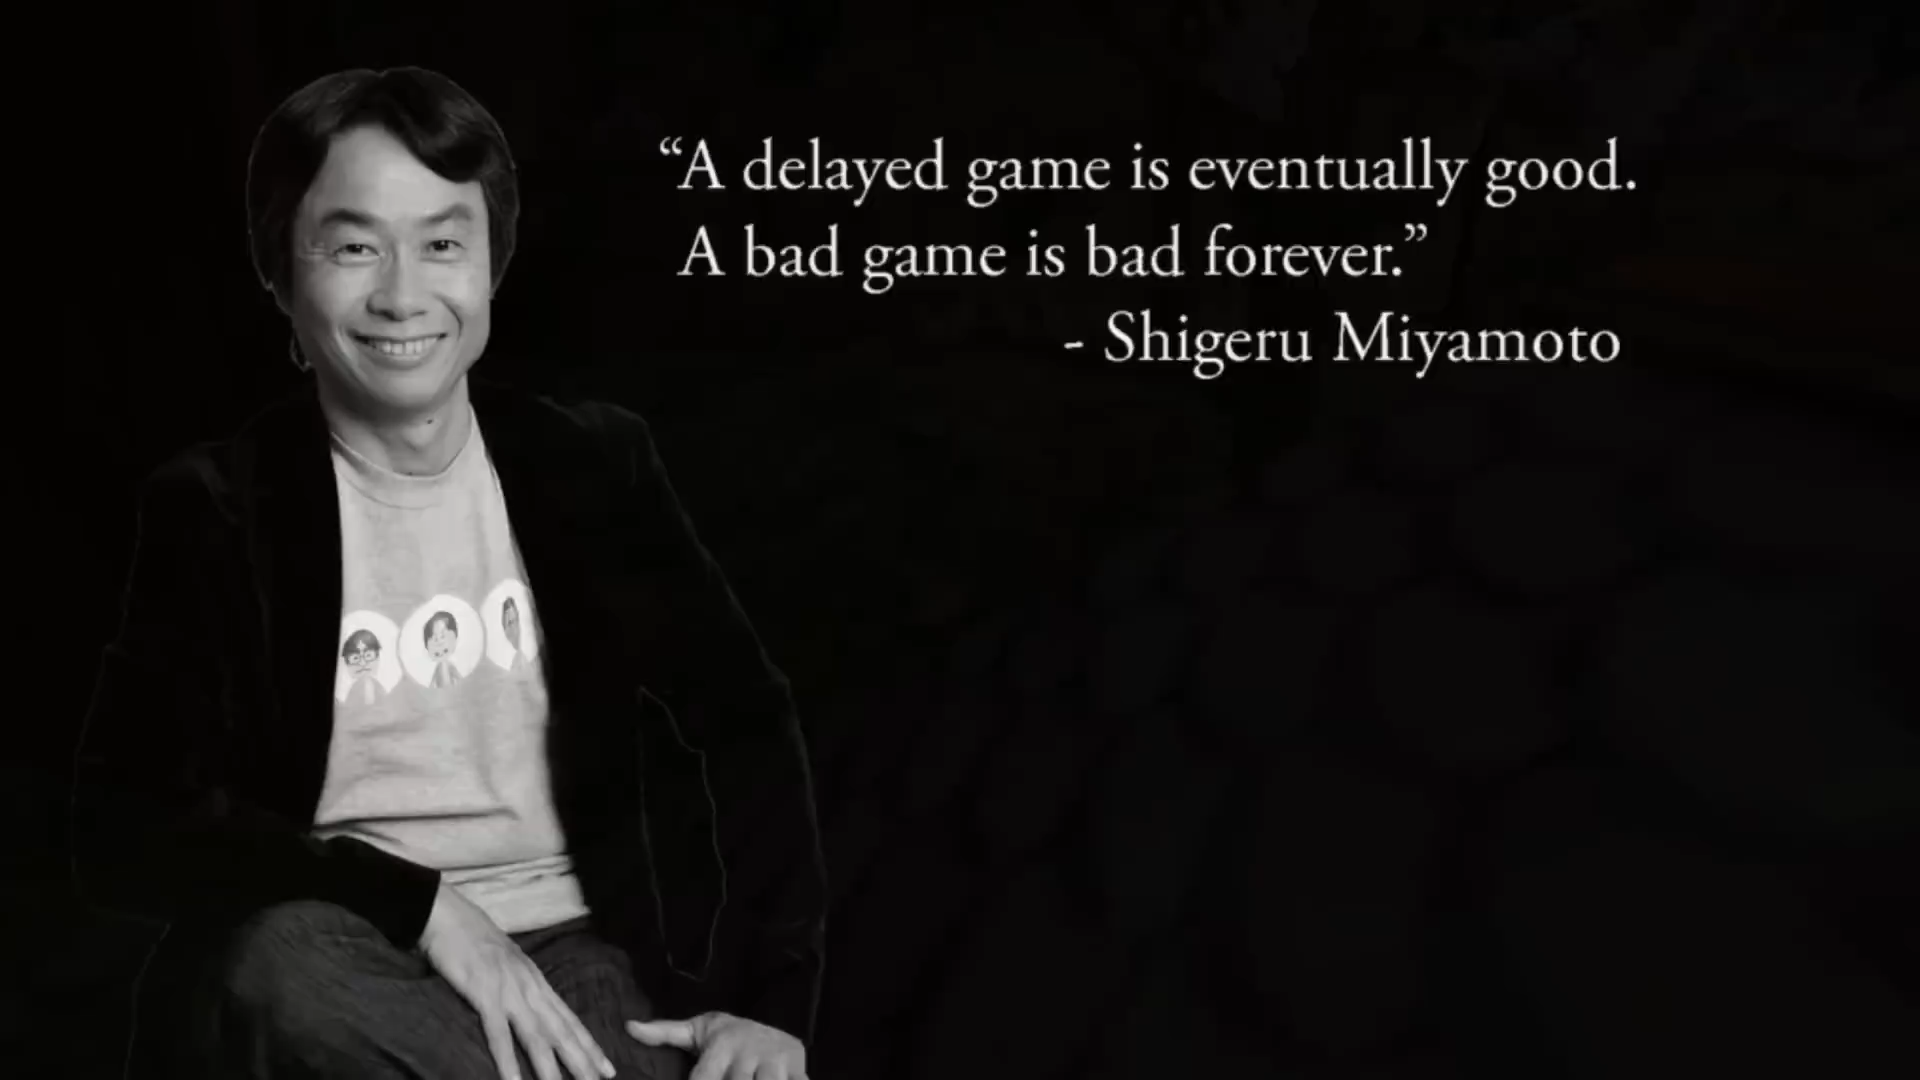 “A delayed game is eventually good.
A bad game is bad forever.”
- Shigeru Miyamoto